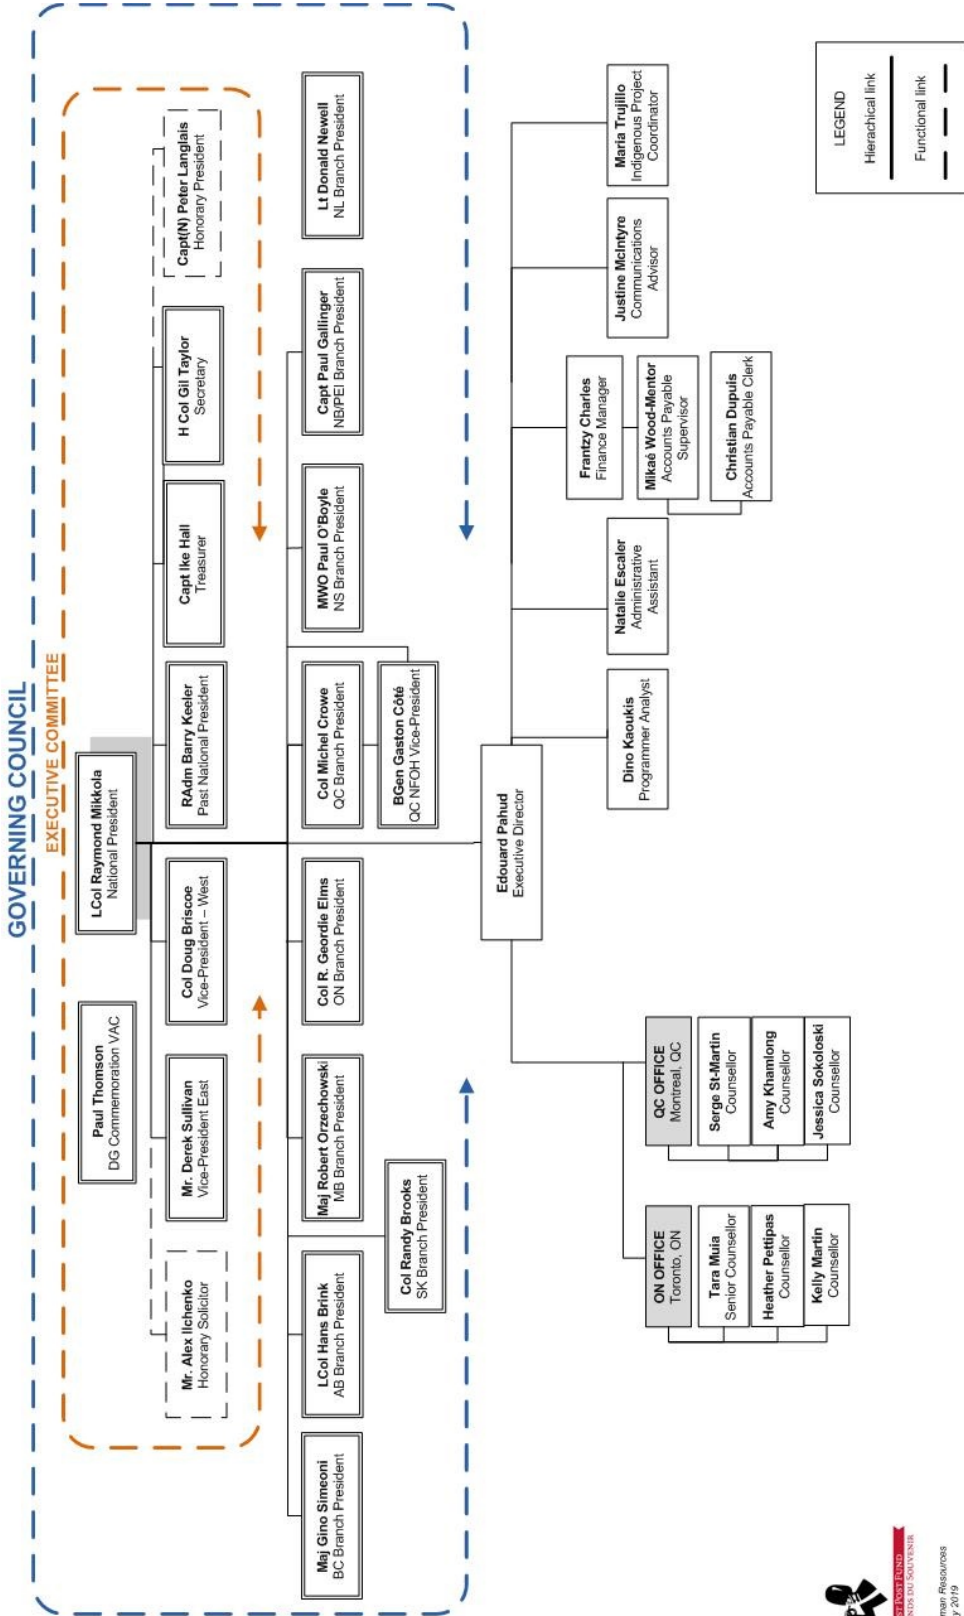 GOVERNING COUNCIL
EXECUTIVE COMMITTEE
Paul Thomson
DG Commemoration VAC
LCol Raymond Mikkola
National President
Mr. Alex Ilchenko
Honorary Solicitor
Mr. Derek Sullivan
Vice-President East
Col Doug Briscoe
Vice-President – West
RAdm Barry Keeler
Past National President
Capt Ike Hall
Treasurer
H Col Gil Taylor
Secretary
Capt(N) Peter Langlais
Honorary President
Maj Gino Simeoni
BC Branch President
LCol Hans Brink
AB Branch President
Maj Robert Orzechowski
MB Branch President
Col R. Geordie Elms
ON Branch President
Col Michel Crowe
QC Branch President
MWO Paul O'Boyle
NS Branch President
Capt Paul Gallinger
NB/PEI Branch President
Lt Donald Newell
NL Branch President
Col Randy Brooks
SK Branch President
BGen Gaston Côté
QC NFOH Vice-President
Edouard Pahud
Executive Director
ON OFFICE
Toronto, ON
Tara Muia
Senior Counsellor
Heather Pettipas
Counsellor
Kelly Martin
Counsellor
QC OFFICE
Montreal, QC
Serge St-Martin
Counsellor
Amy Khamlong
Counsellor
Jessica Sokoloski
Counsellor
Dino Kaoukis
Programmer Analyst
Natalie Escaler
Administrative
Assistant
Frantzy Charles
Finance Manager
Mikaé Wood-Mentor
Accounts Payable
Supervisor
Christian Dupuis
Accounts Payable Clerk
Justine McIntyre
Communications
Advisor
Maria Trujillo
Indigenous Project
Coordinator
LEGEND
Hierachical link
Functional link
POST FUND
DU SOUVENIR
Resources
2019